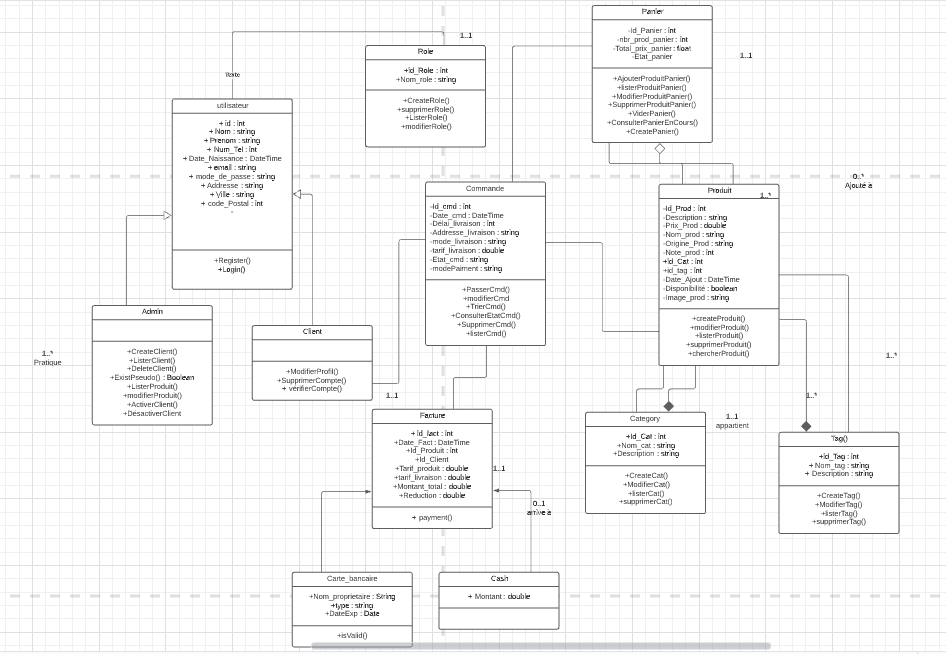 Panier
-Id_Panier : int
-nbr_prod_panier : int
-Total_prix_panier : float
-Etat_panier
+AjouterProduitPanier()
+listerProduitPanier()
+ModifierProduitPanier()
+SupprimerProduitPanier()
+ViderPanier()
+ConsulterPanierEnCours()
+CreatePanier()
1..1
1..1
Role
+Id_Role : int
+Nom_role : string
+CreateRole()
+supprimerRole()
+ListerRole()
+modifierRole()
Texte
utilisateur
+ id : int
+ Nom : string
+ Prenom : string
+ Num_Tel : int
+ Date_Naissance : DateTime
+ email : string
+ mode_de_passe : string
+ Addresse : string
+ Ville : string
+ code_Postal : int
-
+Register()
+Login()
Commande
-Id_cmd : int
-Date_cmd : DateTime
-Délai_livraison : int
-Addresse_livraison : string
-mode_livraison : string
-tarif_livraison : double
-Etat_cmd : string
-modePaiment : string
+PasserCmd()
+modifierCmd
+TrierCmd()
+ConsulterEtatCmd()
+SupprimerCmd()
+listerCmd()
0..*
Ajouté à
Produit
1..*
-Id_Prod : int
-Description : string
-Prix_Prod : double
-Nom_prod : string
-Origine_Prod : string
-Note_prod : int
+Id_Cat : int
+id_tag : int
-Date_Ajout : DateTime
-Disponibilité : boolean
-Image_prod : string
+createProduit()
+modifierProduit()
+listerProduit()
+supprimerProduit()
+chercherProduit()
Admin
+CreateClient()
+ListerClient()
+DeleteClient()
+ExistPseudo() : Boolean
+ListerProduit()
+modifierProduit()
+ActiverClient()
+DésactiverClient
1..*
Pratique
Client
+ModifierProfil()
+SupprimerCompte()
+ vérifierCompte()
1..1
1..*
1..*
Facture
+ Id_fact : int
+Date_Fact : DateTime
+Id_Produit : int
+Id_Client
+Tarif_produit : double
+tarif_livraison : double
+Montant_total : double
+Reduction : double
+ payment()
1..1
0..1
arrive à
Category
+Id_Cat : int
+Nom_cat : string
+Description : string
+CreateCat()
+ModifierCat()
+listerCat()
+supprimerCat()
1..1
appartient
Tag()
+Id_Tag : int
+ Nom_tag : string
+ Description : string
+CreateTag()
+ModifierTag()
+listerTag()
+supprimerTag()
Carte_bancaire
+Nom_proprietaire : String
+type : string
+DateExp : Date
+isValid()
Cash
+ Montant : double